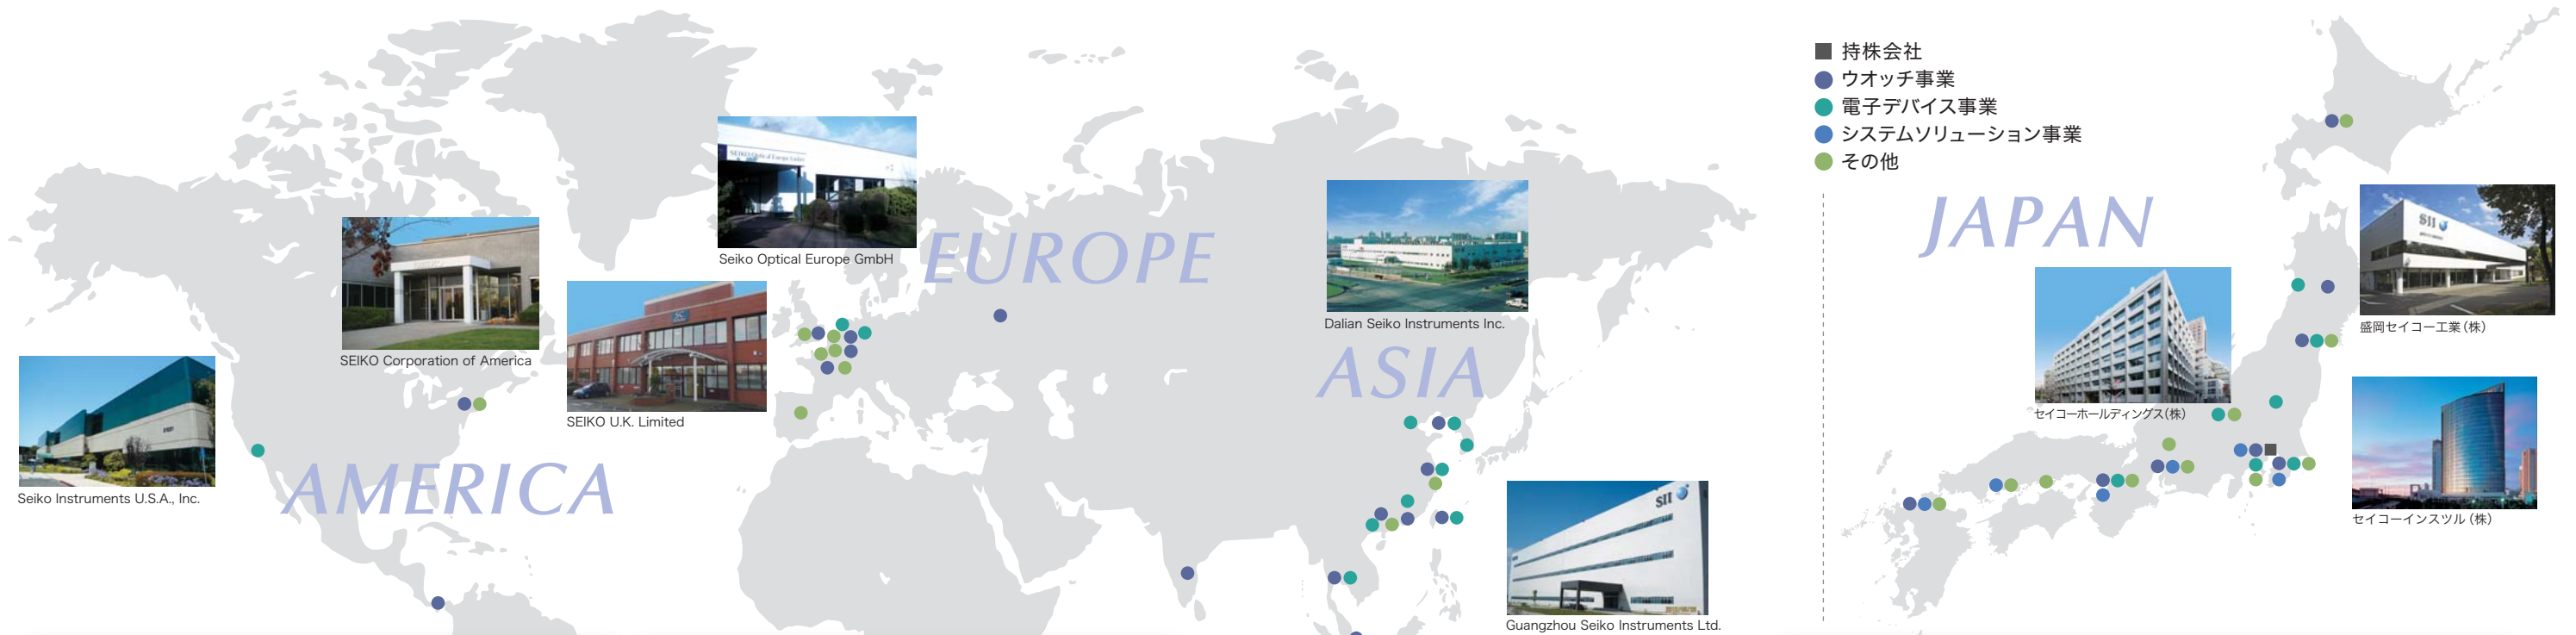 持株会社
ウオッチ事業
電子デバイス事業
システムソリューション事業
その他
JAPAN
EUROPE
ASIA
AMERICA
Seiko Optical Europe GmbH
SEIKO Corporation of America
SEIKO U.K. Limited
Seiko Instruments U.S.A., Inc.
Dalian Seiko Instruments Inc.
SII
Guangzhou Seiko Instruments Ltd.
SII
盛岡セイコー工業(株)
セイコーホールディングス(株)
セイコーインスツル(株)